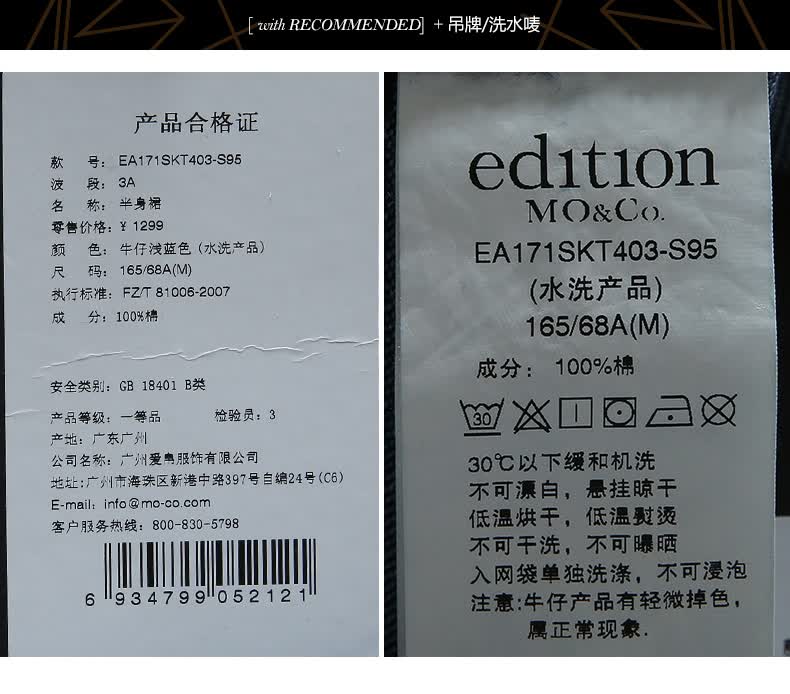 [ with RECOMMENDED] + 吊牌/洗水唛
产品合格证
款 号: EA171SKT403-S95
波 段: 3A
名 称: 半身裙
零售价格: ¥ 1299
颜 色: 牛仔浅蓝色 (水洗产品)
尺 码: 165/68A(M)
执行标准: FZ/T 81006-2007
成 分: 100%棉
安全类别: GB 18401 B类
产品等级: 一等品 检验员: 3
产地: 广东广州
公司名称: 广州爱帛服饰有限公司
地址:广州市海珠区新港中路397号自编24号(C6)
E-mail: info@mo-co.com
客户服务热线: 800-830-5798
6 934799 052121
edition
MO&Co.
EA171SKT403-S95
(水洗产品)
165/68A(M)
成分: 100%棉
30
30℃以下缓和机洗
不可漂白, 悬挂晾干
低温烘干, 低温熨烫
不可干洗, 不可曝晒
入网袋单独洗涤, 不可浸泡
注意:牛仔产品有轻微掉色,
属正常现象.